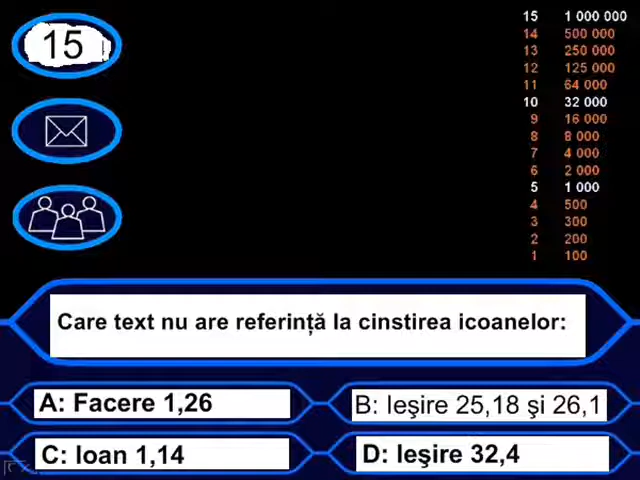 15
15 1 000 000
14 500 000
13 250 000
12 125 000
11 64 000
10 32 000
9 16 000
8 8 000
7 4 000
6 2 000
5 1 000
4 500
3 300
2 200
1 100
Care text nu are referință la cinstirea icoanelor:
A: Facere 1,26
B: Ieşire 25,18 şi 26,1
C: Ioan 1,14
D: Ieşire 32,4